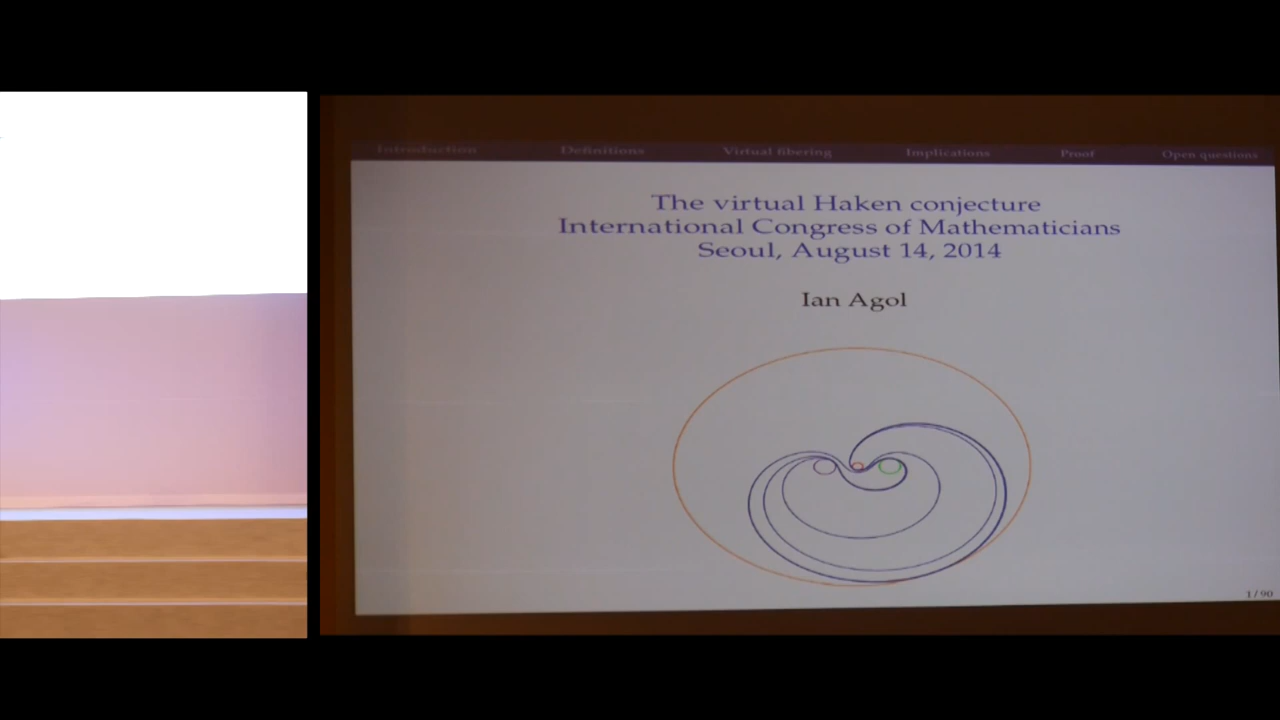 Introduction Definitions Virtual fibering Implications Proof Open questions
The virtual Haken conjecture
International Congress of Mathematicians
Seoul, August 14, 2014
Ian Agol
1 / 90